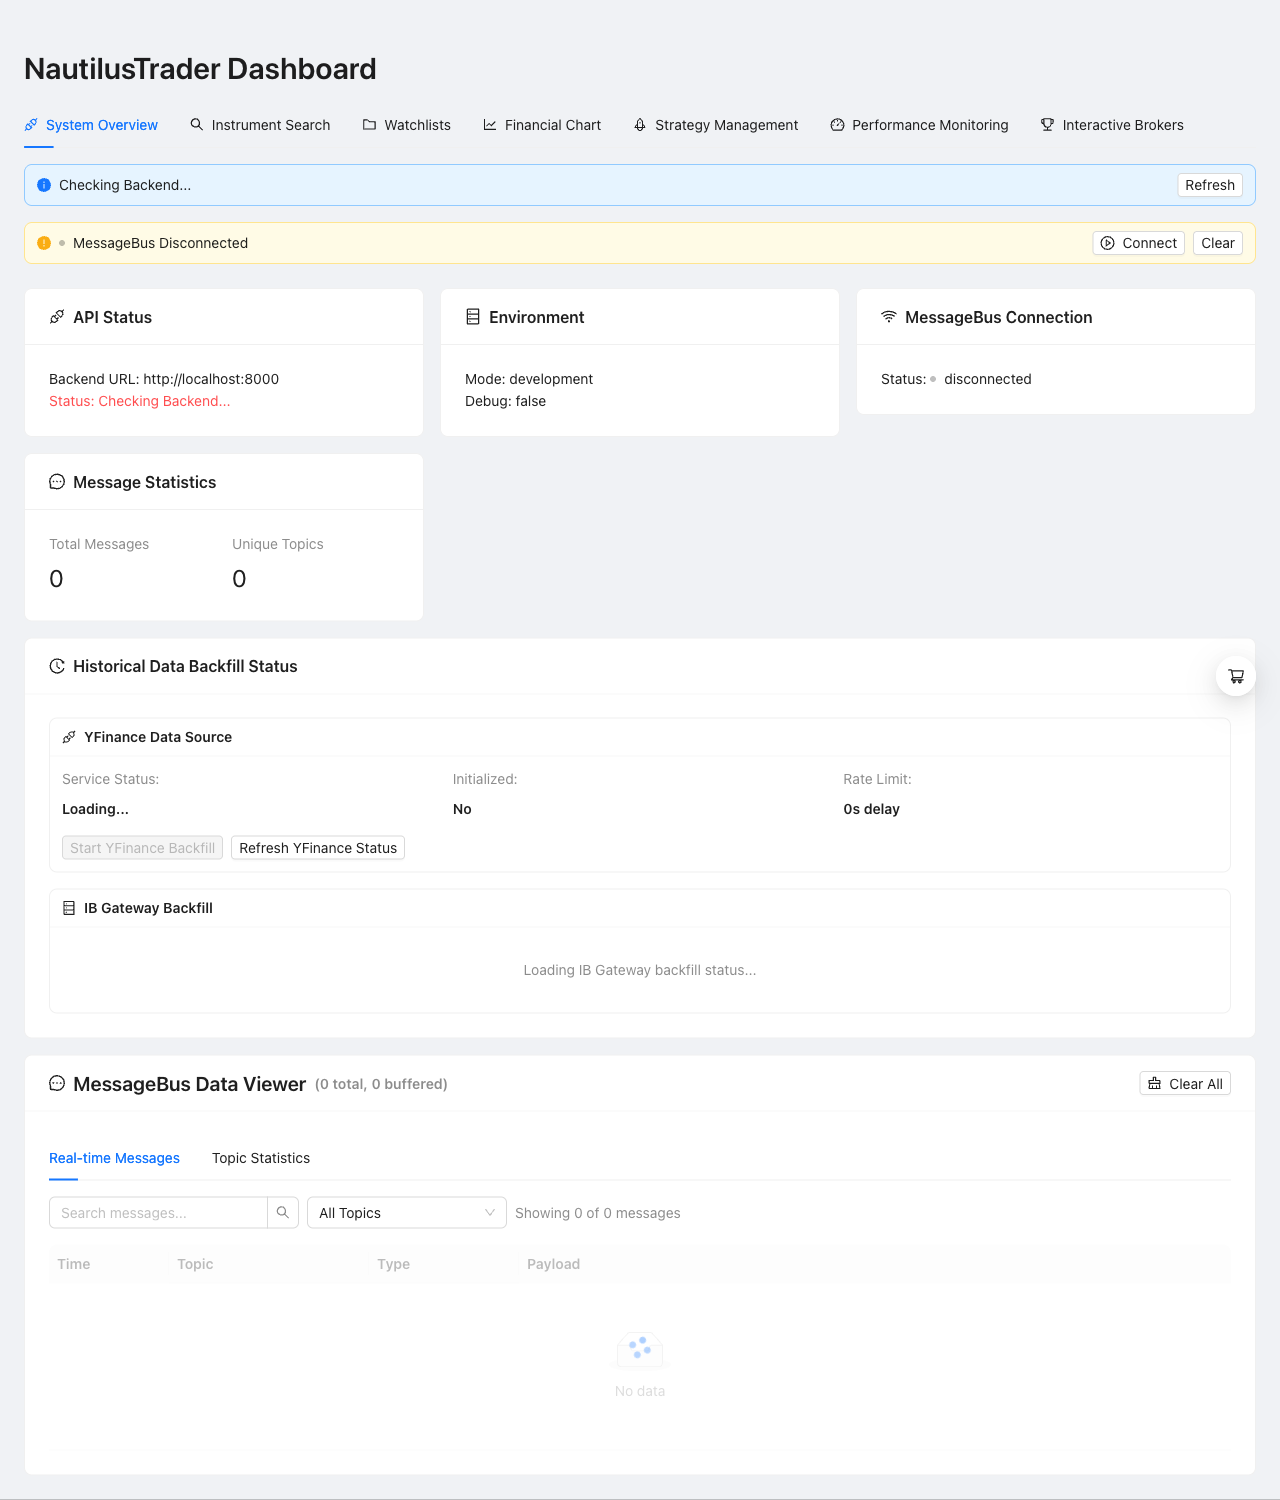 NautilusTrader Dashboard
System Overview
Instrument Search
Watchlists
Financial Chart
Strategy Management
Performance Monitoring
Interactive Brokers
Checking Backend...
Refresh
MessageBus Disconnected
Connect
Clear
API Status
Backend URL: http://localhost:8000
Status: Checking Backend...
Environment
Mode: development
Debug: false
MessageBus Connection
Status: disconnected
Message Statistics
Total Messages
0
Unique Topics
0
Historical Data Backfill Status
YFinance Data Source
Service Status:
Loading...
Initialized:
No
Rate Limit:
0s delay
Start YFinance Backfill
Refresh YFinance Status
IB Gateway Backfill
Loading IB Gateway backfill status...
MessageBus Data Viewer (0 total, 0 buffered)
Clear All
Real-time Messages
Topic Statistics
Search messages...
All Topics
Showing 0 of 0 messages
Time
Topic
Type
Payload
No data